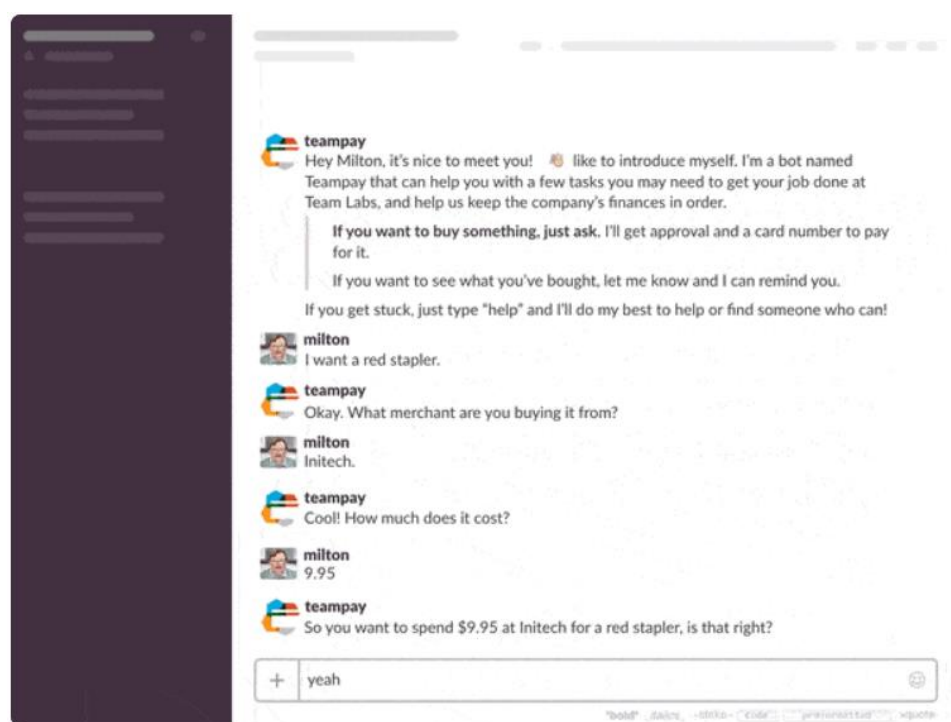 teampay
Hey Milton, it's nice to meet you! 👋 like to introduce myself. I'm a bot named
Teampay that can help you with a few tasks you may need to get your job done at
Team Labs, and help us keep the company's finances in order.
If you want to buy something, just ask. I'll get approval and a card number to pay
for it.
If you want to see what you've bought, let me know and I can remind you.
If you get stuck, just type "help" and I'll do my best to help or find someone who can!
milton
I want a red stapler.
teampay
Okay. What merchant are you buying it from?
milton
Initech.
teampay
Cool! How much does it cost?
milton
9.95
teampay
So you want to spend $9.95 at Initech for a red stapler, is that right?
+ yeah
*bold*